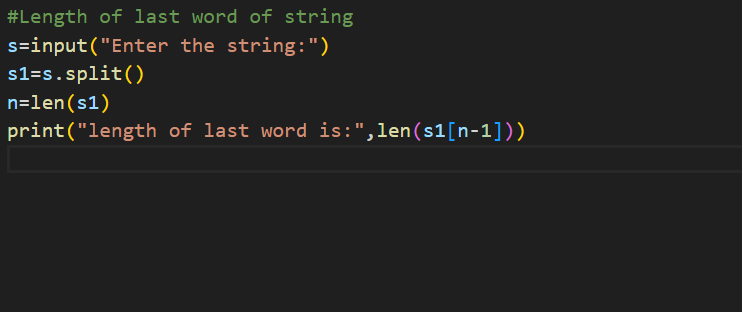 #Length of last word of string
s=input("Enter the string:")
s1=s.split()
n=len(s1)
print("length of last word is:",len(s1[n-1]))